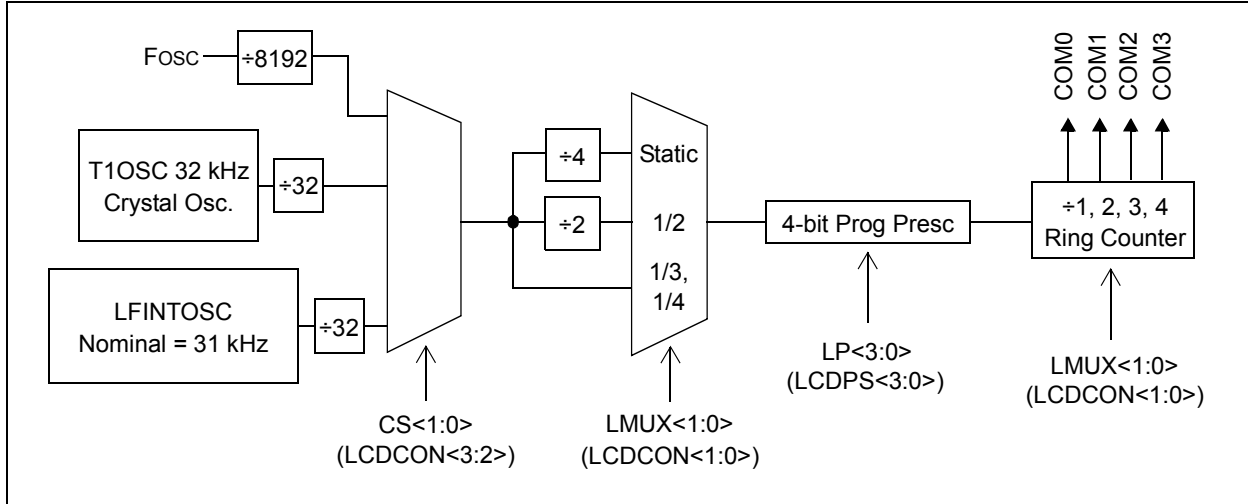 FOSC
÷8192
COM0
COM1
COM2
COM3
T1OSC 32 kHz
Crystal Osc.
÷32
÷4
Static
÷2
1/2
4-bit Prog Presc
÷1, 2, 3, 4
Ring Counter
1/3,
1/4
LFINTOSC
Nominal = 31 kHz
÷32
CS<1:0>
(LCDCON<3:2>)
LMUX<1:0>
(LCDCON<1:0>)
LP<3:0>
(LCDPS<3:0>)
LMUX<1:0>
(LCDCON<1:0>)